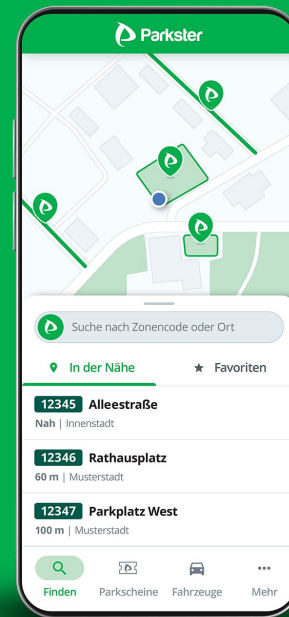 Parkster
Suche nach Zonencode oder Ort
In der Nähe
Favoriten
12345 Alleestraße
Nah | Innenstadt
12346 Rathausplatz
60 m | Musterstadt
12347 Parkplatz West
100 m | Musterstadt
Finden Parkscheine Fahrzeuge Mehr